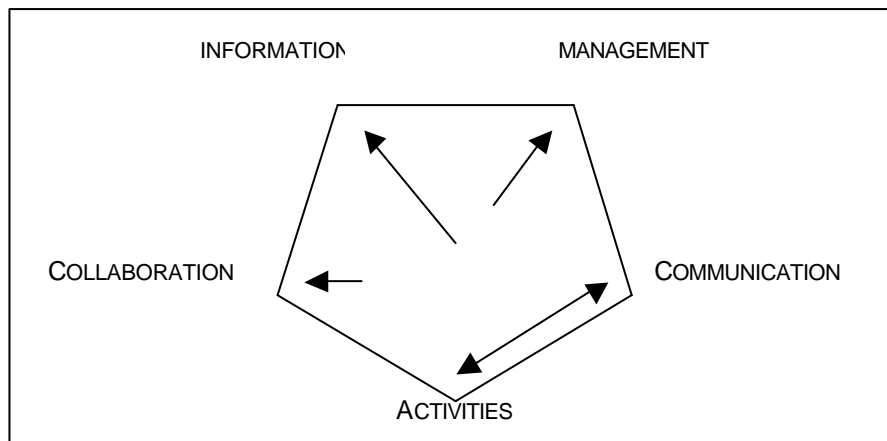 INFORMATION MANAGEMENT
COLLABORATION COMMUNICATION
ACTIVITIES